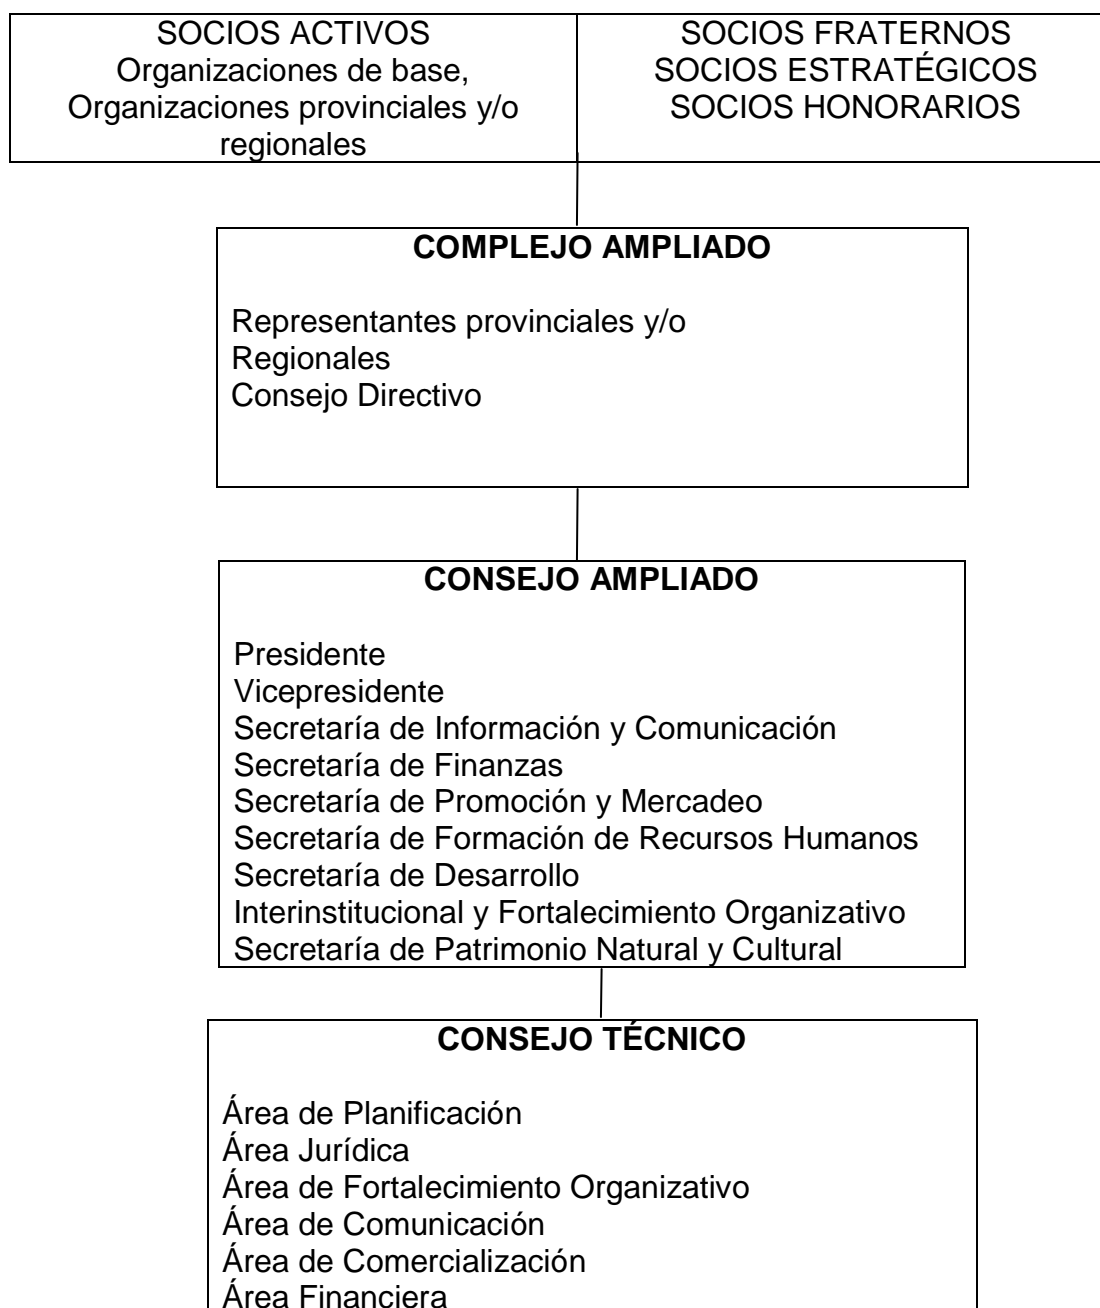 SOCIOS ACTIVOS
Organizaciones de base,
Organizaciones provinciales y/o
regionales
SOCIOS FRATERNOS
SOCIOS ESTRATÉGICOS
SOCIOS HONORARIOS
COMPLEJO AMPLIADO
Representantes provinciales y/o
Regionales
Consejo Directivo
CONSEJO AMPLIADO
Presidente
Vicepresidente
Secretaría de Información y Comunicación
Secretaría de Finanzas
Secretaría de Promoción y Mercadeo
Secretaría de Formación de Recursos Humanos
Secretaría de Desarrollo
Interinstitucional y Fortalecimiento Organizativo
Secretaría de Patrimonio Natural y Cultural
CONSEJO TÉCNICO
Área de Planificación
Área Jurídica
Área de Fortalecimiento Organizativo
Área de Comunicación
Área de Comercialización
Área Financiera